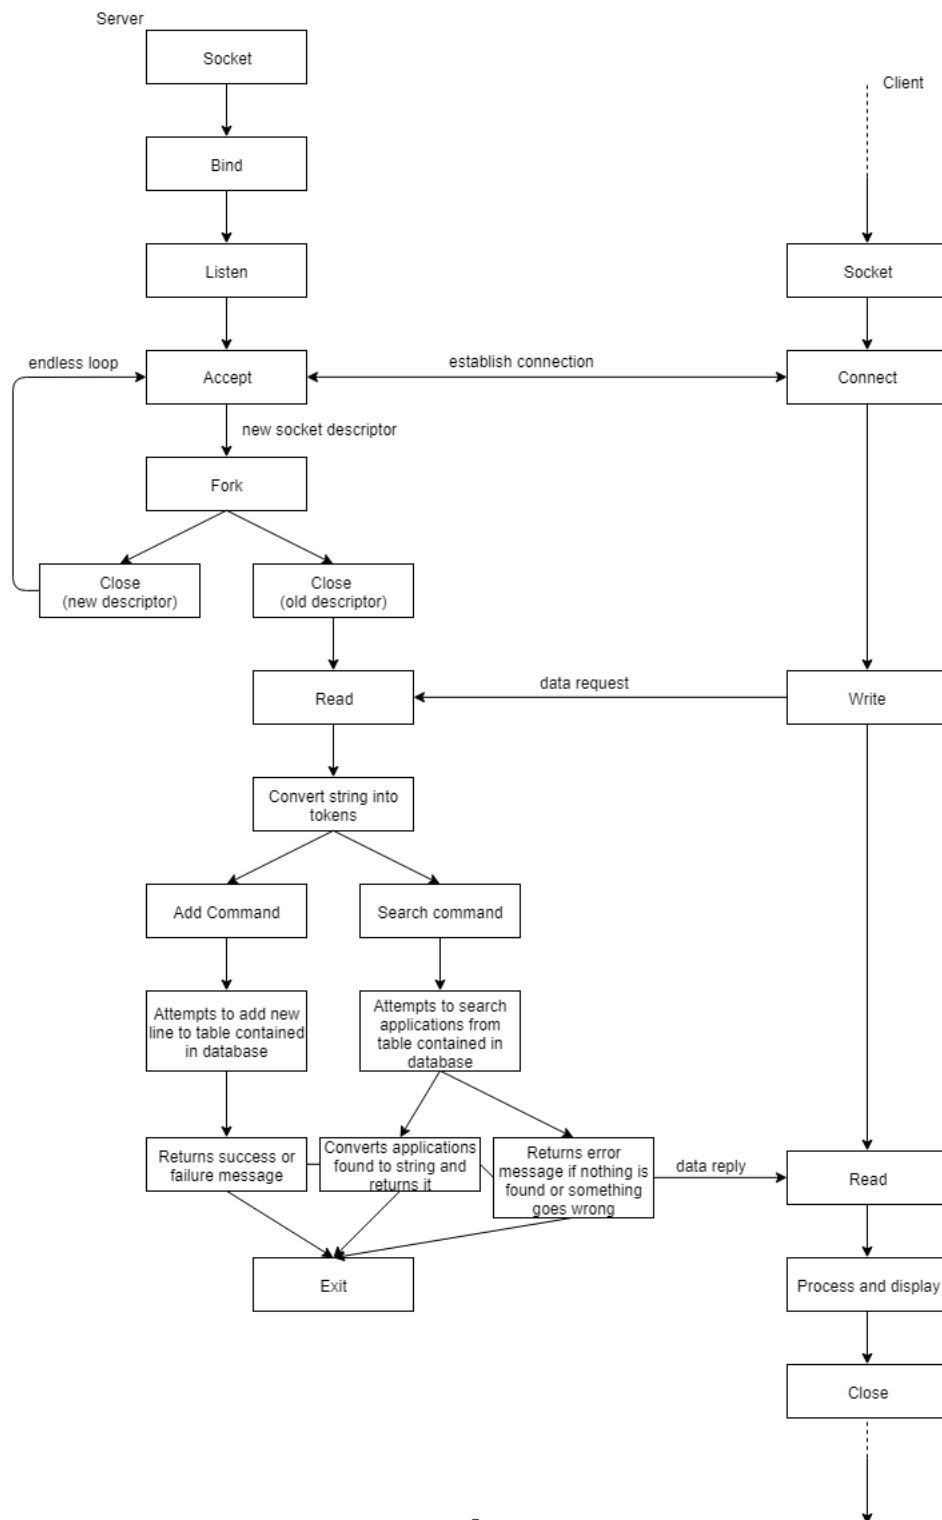 Server
Socket
Client
Bind
Listen
Socket
endless loop
establish connection
Accept
Connect
new socket descriptor
Fork
Close
(new descriptor)
Close
(old descriptor)
data request
Read
Write
Convert string into
tokens
Add Command
Search command
Attempts to add new
line to table contained
in database
Attempts to search
applications from
table contained in
database
Returns success or
failure message
Converts applications
found to string and
returns it
Returns error
message if nothing is
found or something
goes wrong
data reply
Read
Exit
Process and display
Close